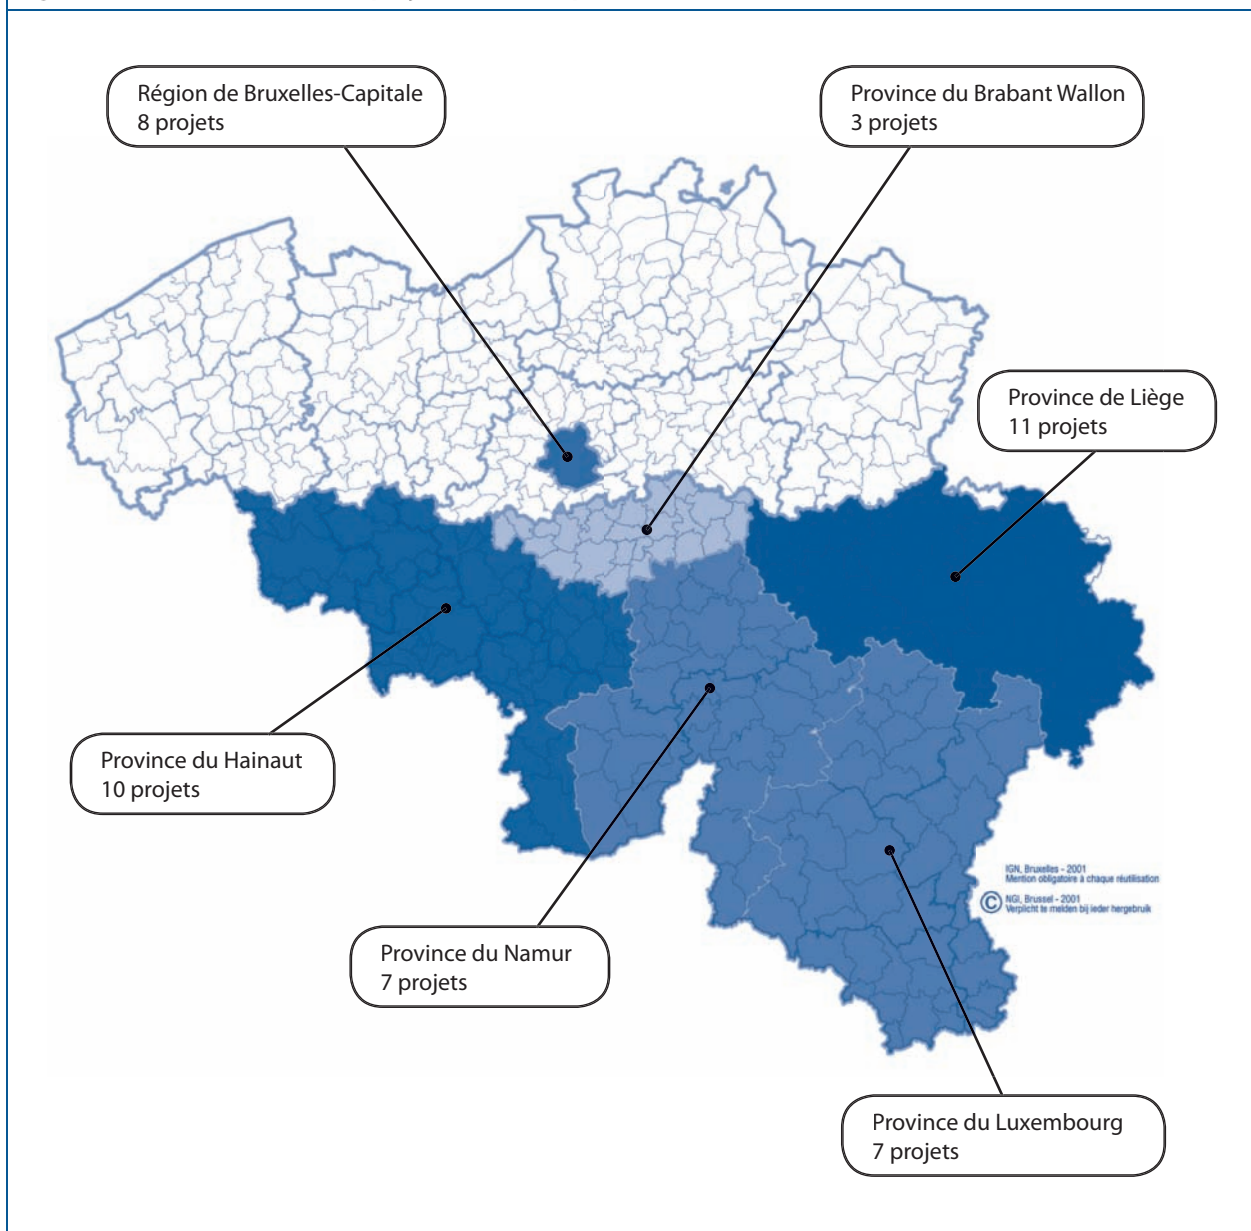 Région de Bruxelles-Capitale
8 projets
Province du Brabant Wallon
3 projets
Province de Liège
11 projets
Province du Hainaut
10 projets
IGN, Bruxelles - 2001
Mention obligatoire à chaque réutilisation
© NGI, Brussel - 2001
Verplicht te melden bij ieder hergebruik
Province du Namur
7 projets
Province du Luxembourg
7 projets